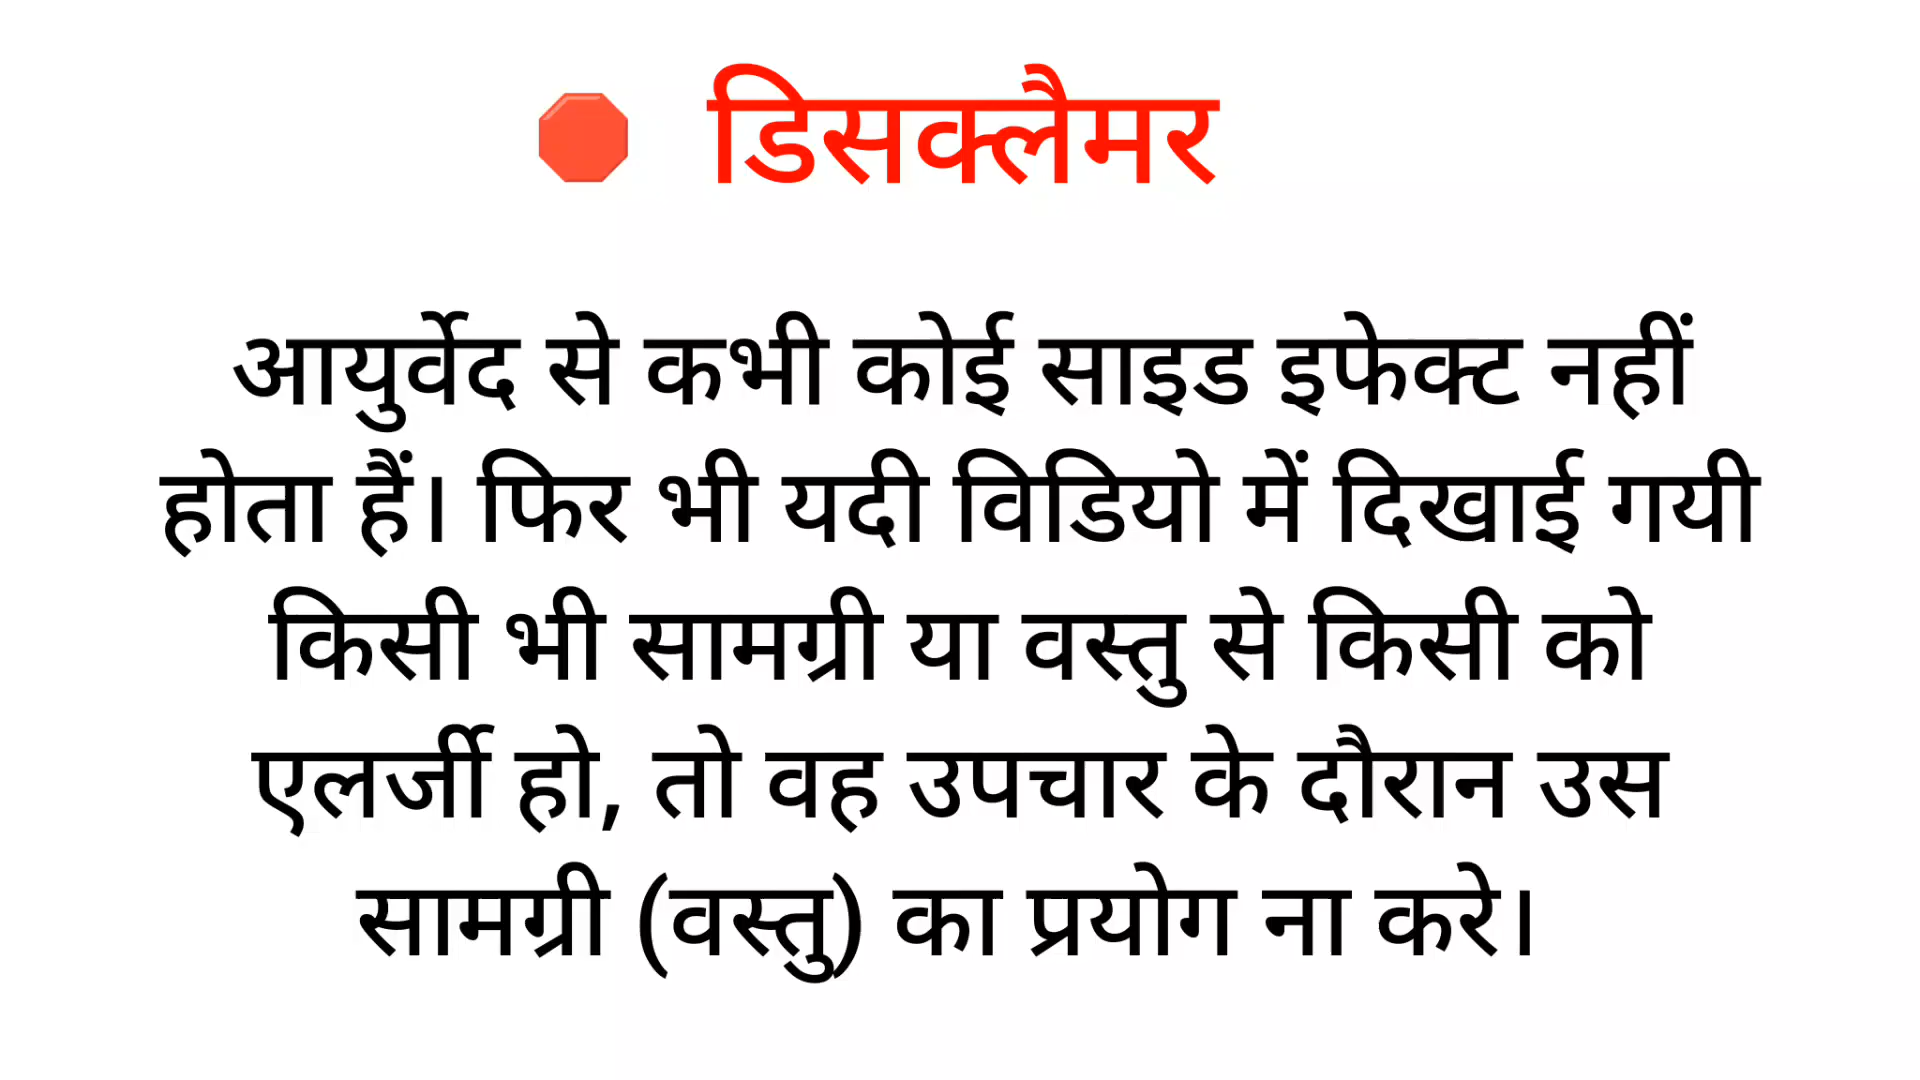 डिसक्लैमर
आयुर्वेद से कभी कोई साइड इफेक्ट नहीं
होता हैं। फिर भी यदी विडियो में दिखाई गयी
किसी भी सामग्री या वस्तु से किसी को
एलर्जी हो, तो वह उपचार के दौरान उस
सामग्री (वस्तु) का प्रयोग ना करे।